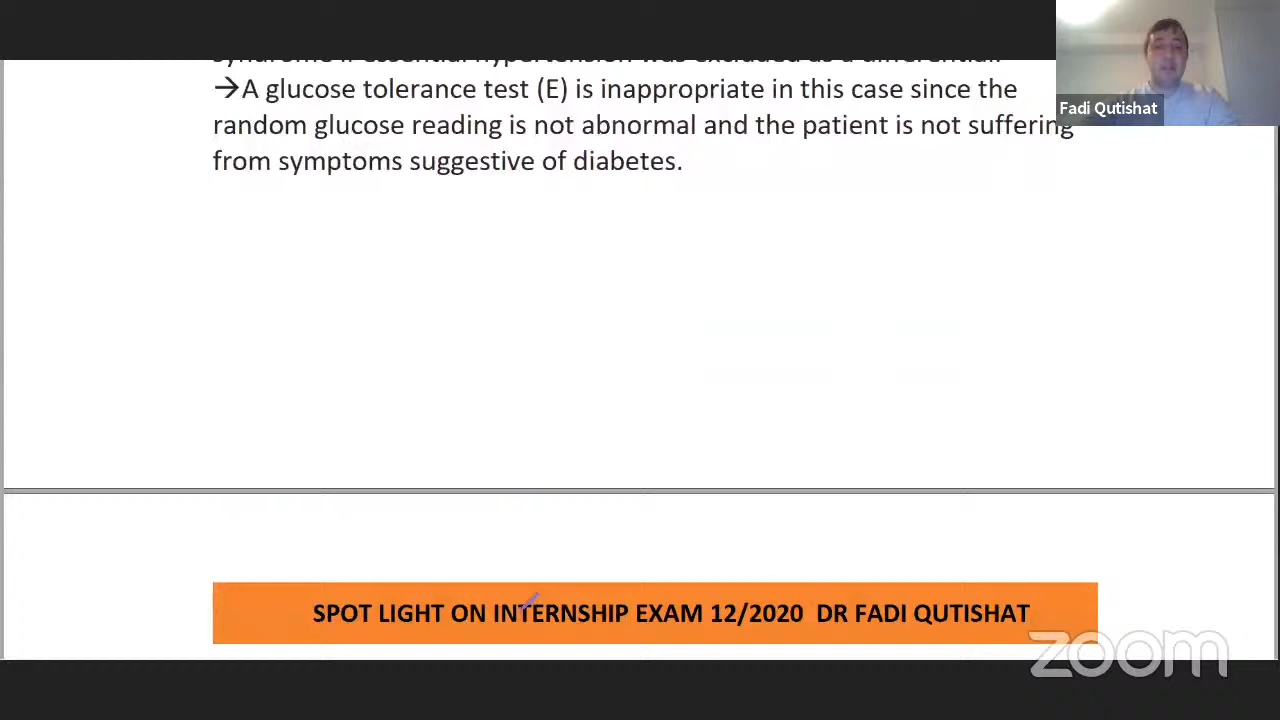 syndrome if essential hypertension was excluded as a differential.
→A glucose tolerance test (E) is inappropriate in this case since the
random glucose reading is not abnormal and the patient is not suffering
from symptoms suggestive of diabetes.
Fadi Qutishat
SPOT LIGHT ON INTERNSHIP EXAM 12/2020 DR FADI QUTISHAT
zoom